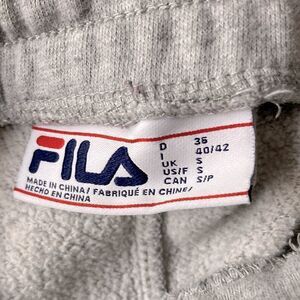 FILA
D 36
I 40/42
UK S
US/F S
CAN S/P
MADE IN CHINA/ FABRIQUÉ EN CHINE/
HECHO EN CHINA